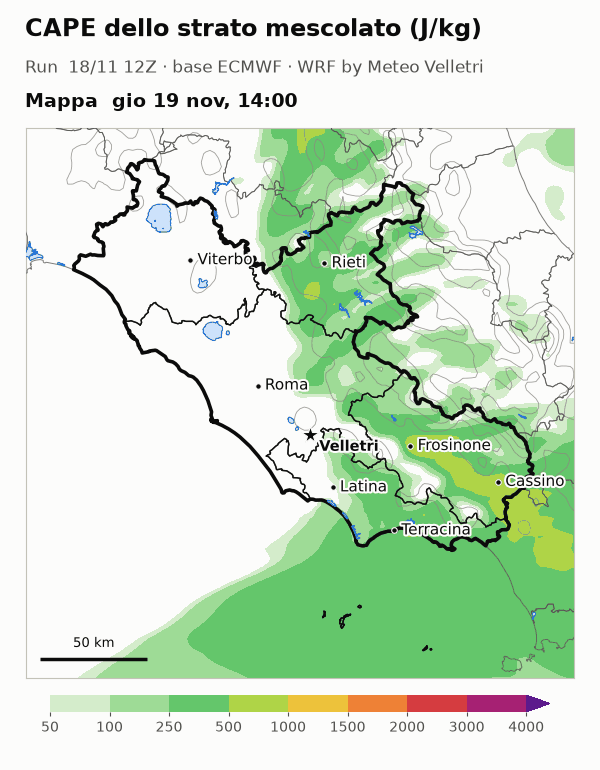 CAPE dello strato mescolato (J/kg)
Run  18/11 12Z · base ECMWF · WRF by Meteo Velletri
Mappa  gio 19 nov, 14:00
Viterbo
Rieti
Roma
Velletri
Frosinone
Cassino
Latina
Terracina
50 km
50 100 250 500 1000 1500 2000 3000 4000